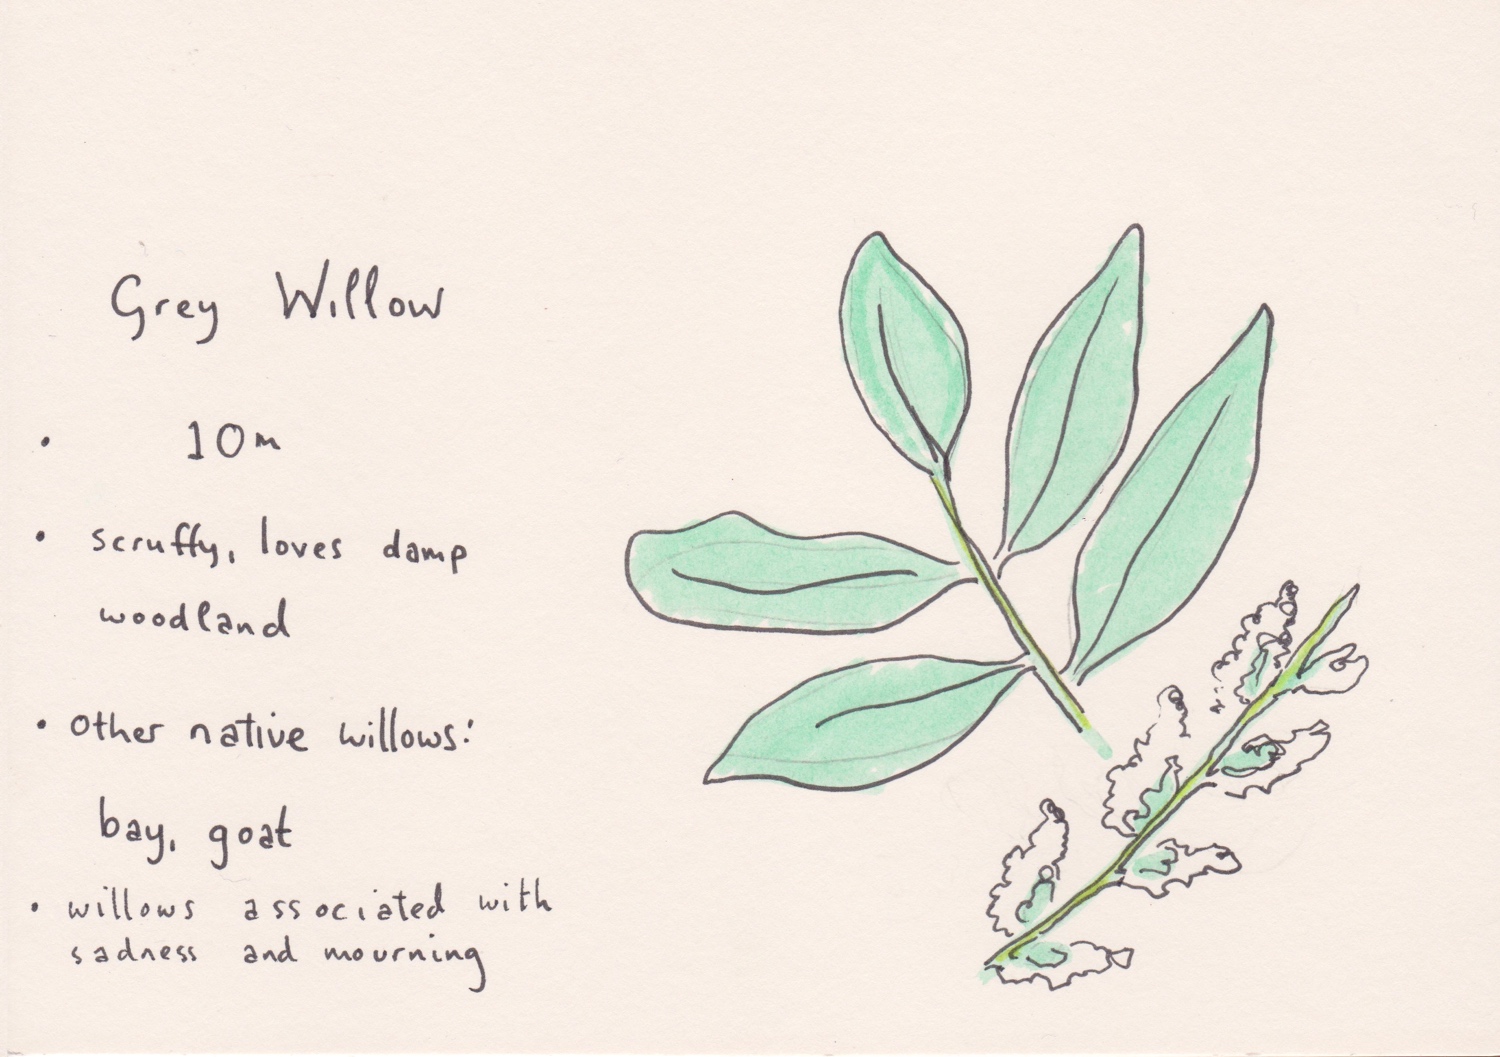 Grey Willow
• 10m
• scruffy, loves damp
woodland
• Other native willows:
bay, goat
• willows associated with
sadness and mourning